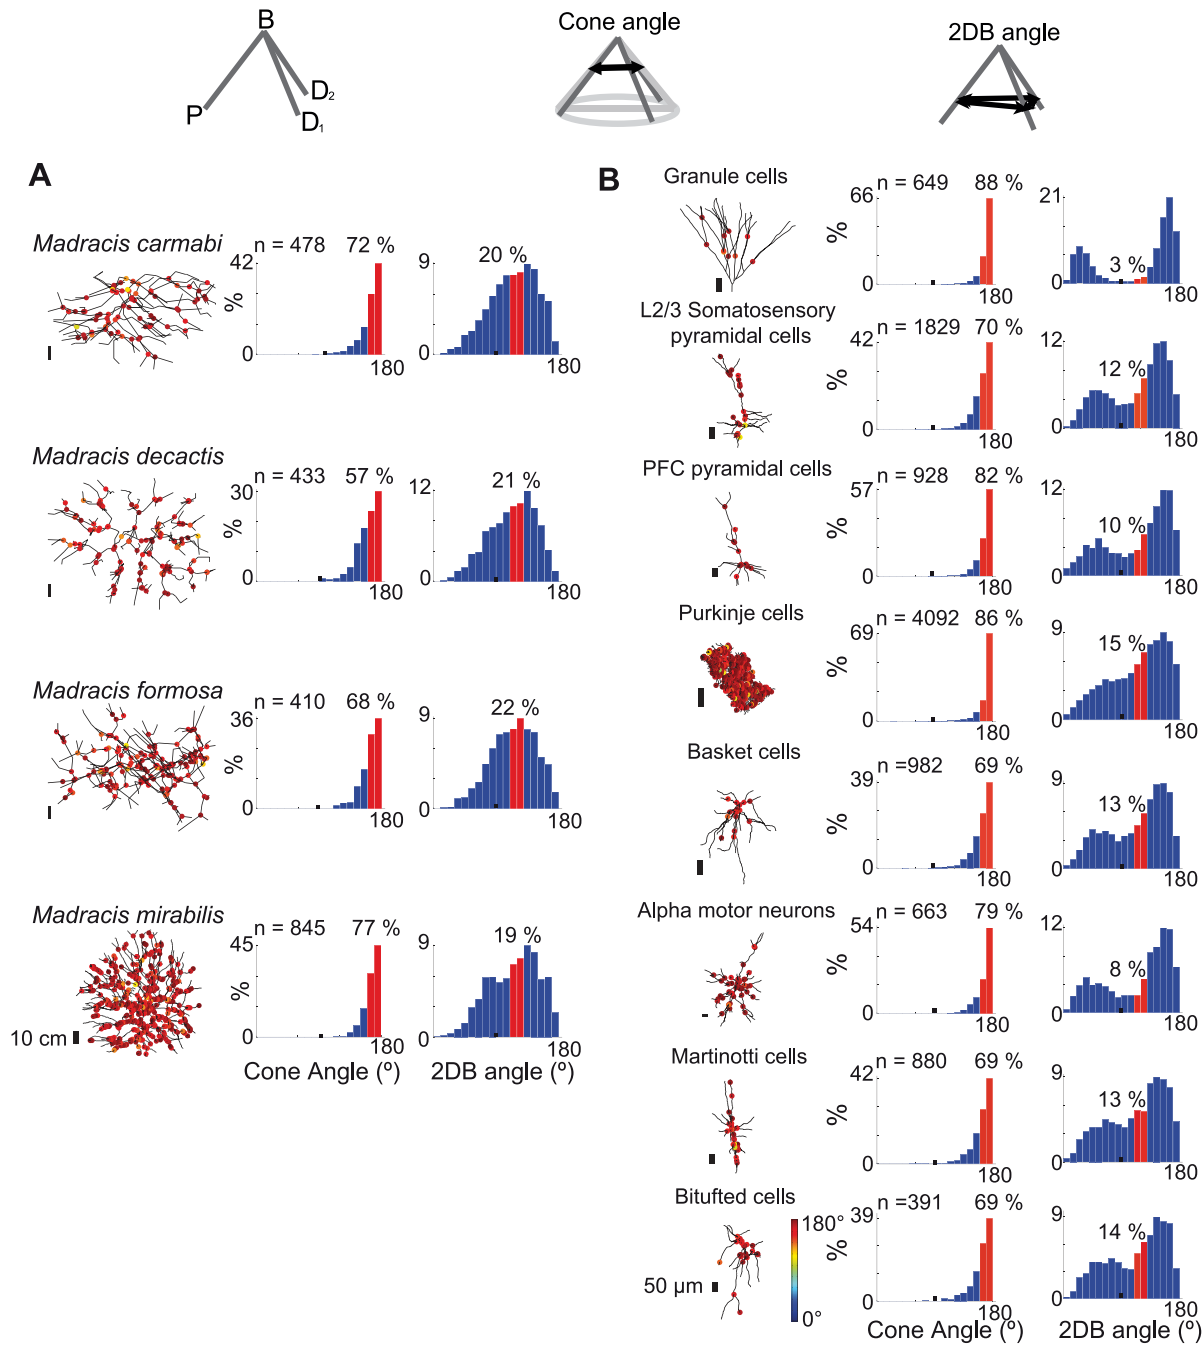 B
P
D2
D1
Cone angle
2DB angle
A
Madracis carmabi
n = 478 72 %
42
%
0
180
20 %
9
0
180
Madracis decactis
n = 433 57 %
30
%
0
180
21 %
12
0
180
Madracis formosa
n = 410 68 %
36
%
0
180
22 %
9
0
180
Madracis mirabilis
10 cm
n = 845 77 %
45
%
0
180
Cone Angle (º)
19 %
9
0
180
2DB angle (º)
B
Granule cells
n = 649 88 %
66
%
0
180
21
3 %
0
180
L2/3 Somatosensory
pyramidal cells
n = 1829 70 %
42
%
0
180
12
12 %
0
180
PFC pyramidal cells
n = 928 82 %
57
%
0
180
12
10 %
0
180
Purkinje cells
n = 4092 86 %
69
%
0
180
9
15 %
0
180
Basket cells
n =982 69 %
39
%
0
180
9
13 %
0
180
Alpha motor neurons
n = 663 79 %
54
%
0
180
12
8 %
0
180
Martinotti cells
n = 880 69 %
42
%
0
180
9
13 %
0
180
Bitufted cells
50 µm
180°
0°
n =391 69 %
39
%
0
180
Cone Angle (º)
9
14 %
0
180
2DB angle (º)